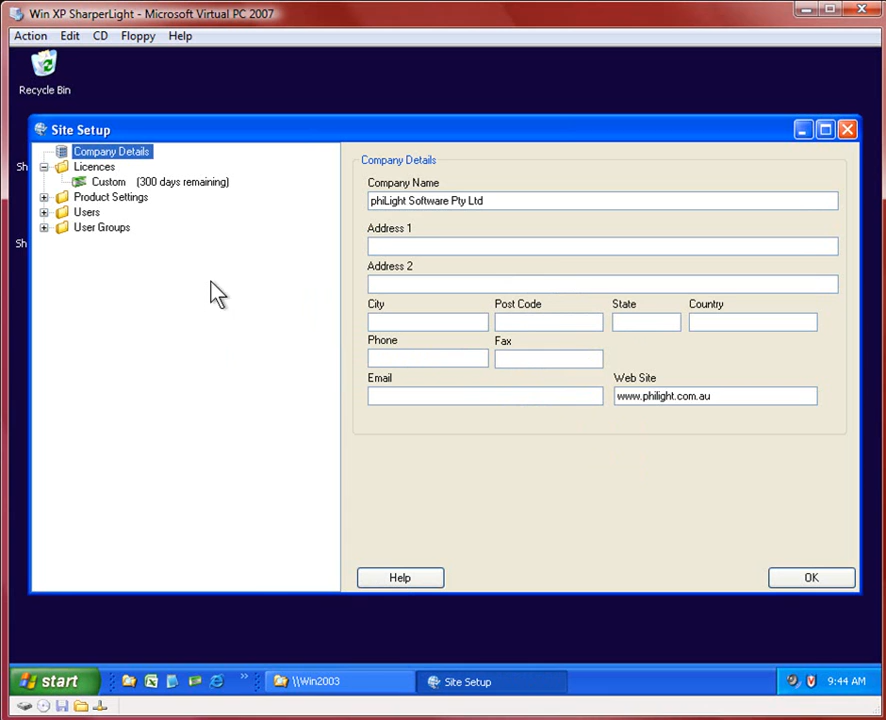 Win XP SharperLight - Microsoft Virtual PC 2007
Action Edit CD Floppy Help
Recycle Bin
Site Setup
Company Details
Licences
Custom (300 days remaining)
Product Settings
Users
User Groups
Sh
Sh
Company Details
Company Name
phiLight Software Pty Ltd
Address 1
Address 2
City Post Code State Country
Phone Fax
Email Web Site
www.philight.com.au
Help OK
start \\Win2003 Site Setup 9:44 AM